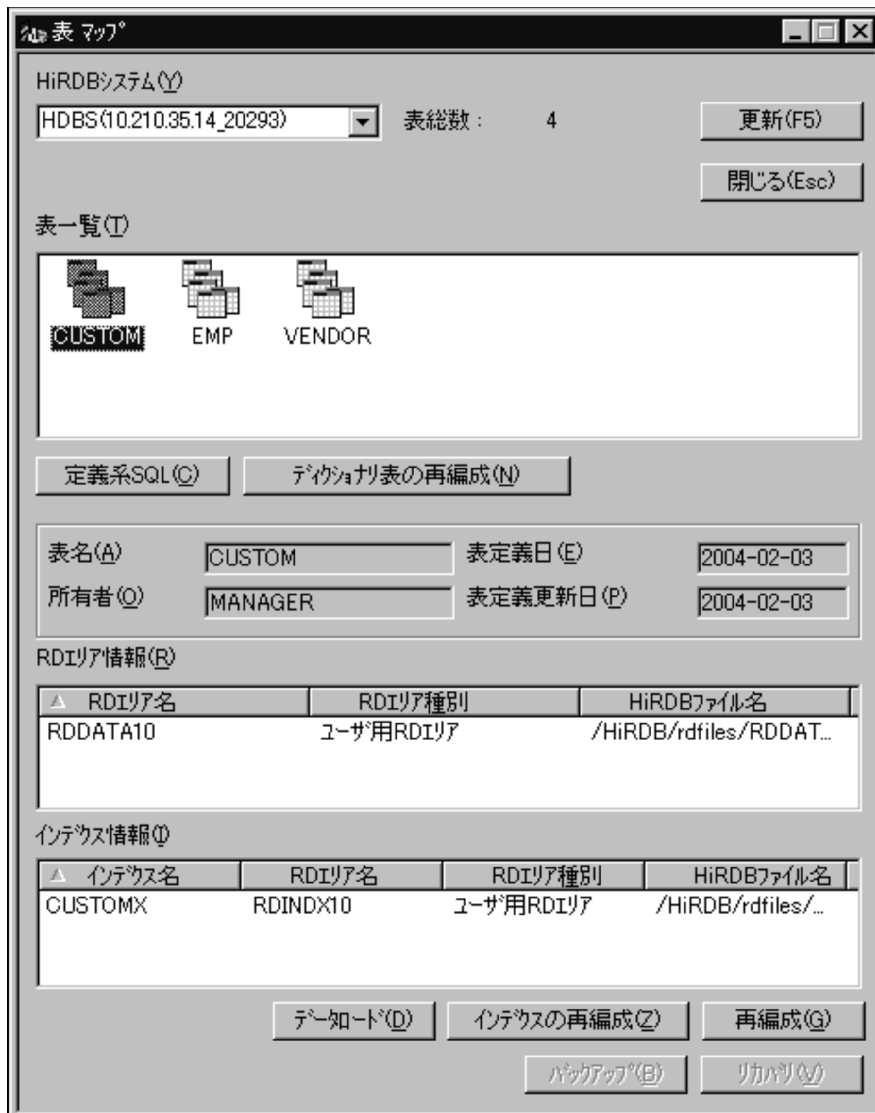 表 ﾏｯﾌﾟ
HiRDBｼｽﾃﾑ(Y)
HDBS(10.210.35.14_20293) 表総数： 4 更新(F5)
閉じる(Esc)
表一覧(T)
CUSTOM EMP VENDOR
定義系SQL(C) ﾃﾞｨｸｼｮﾅﾘ表の再編成(N)
表名(A) CUSTOM 表定義日(E) 2004-02-03
所有者(O) MANAGER 表定義更新日(P) 2004-02-03
RDｴﾘｱ情報(R)
RDｴﾘｱ名 RDｴﾘｱ種別 HiRDBﾌｧｲﾙ名
RDDATA10 ﾕｰｻﾞ用RDｴﾘｱ /HiRDB/rdfiles/RDDAT...
ｲﾝﾃﾞｸｽ情報(I)
ｲﾝﾃﾞｸｽ名 RDｴﾘｱ名 RDｴﾘｱ種別 HiRDBﾌｧｲﾙ名
CUSTOMX RDINDX10 ﾕｰｻﾞ用RDｴﾘｱ /HiRDB/rdfiles/...
ﾃﾞｰﾀﾛｰﾄﾞ(D) ｲﾝﾃﾞｸｽの再編成(Z) 再編成(G)
ﾊﾞｯｸｱｯﾌﾟ(B) ﾘｶﾊﾞﾘ(V)